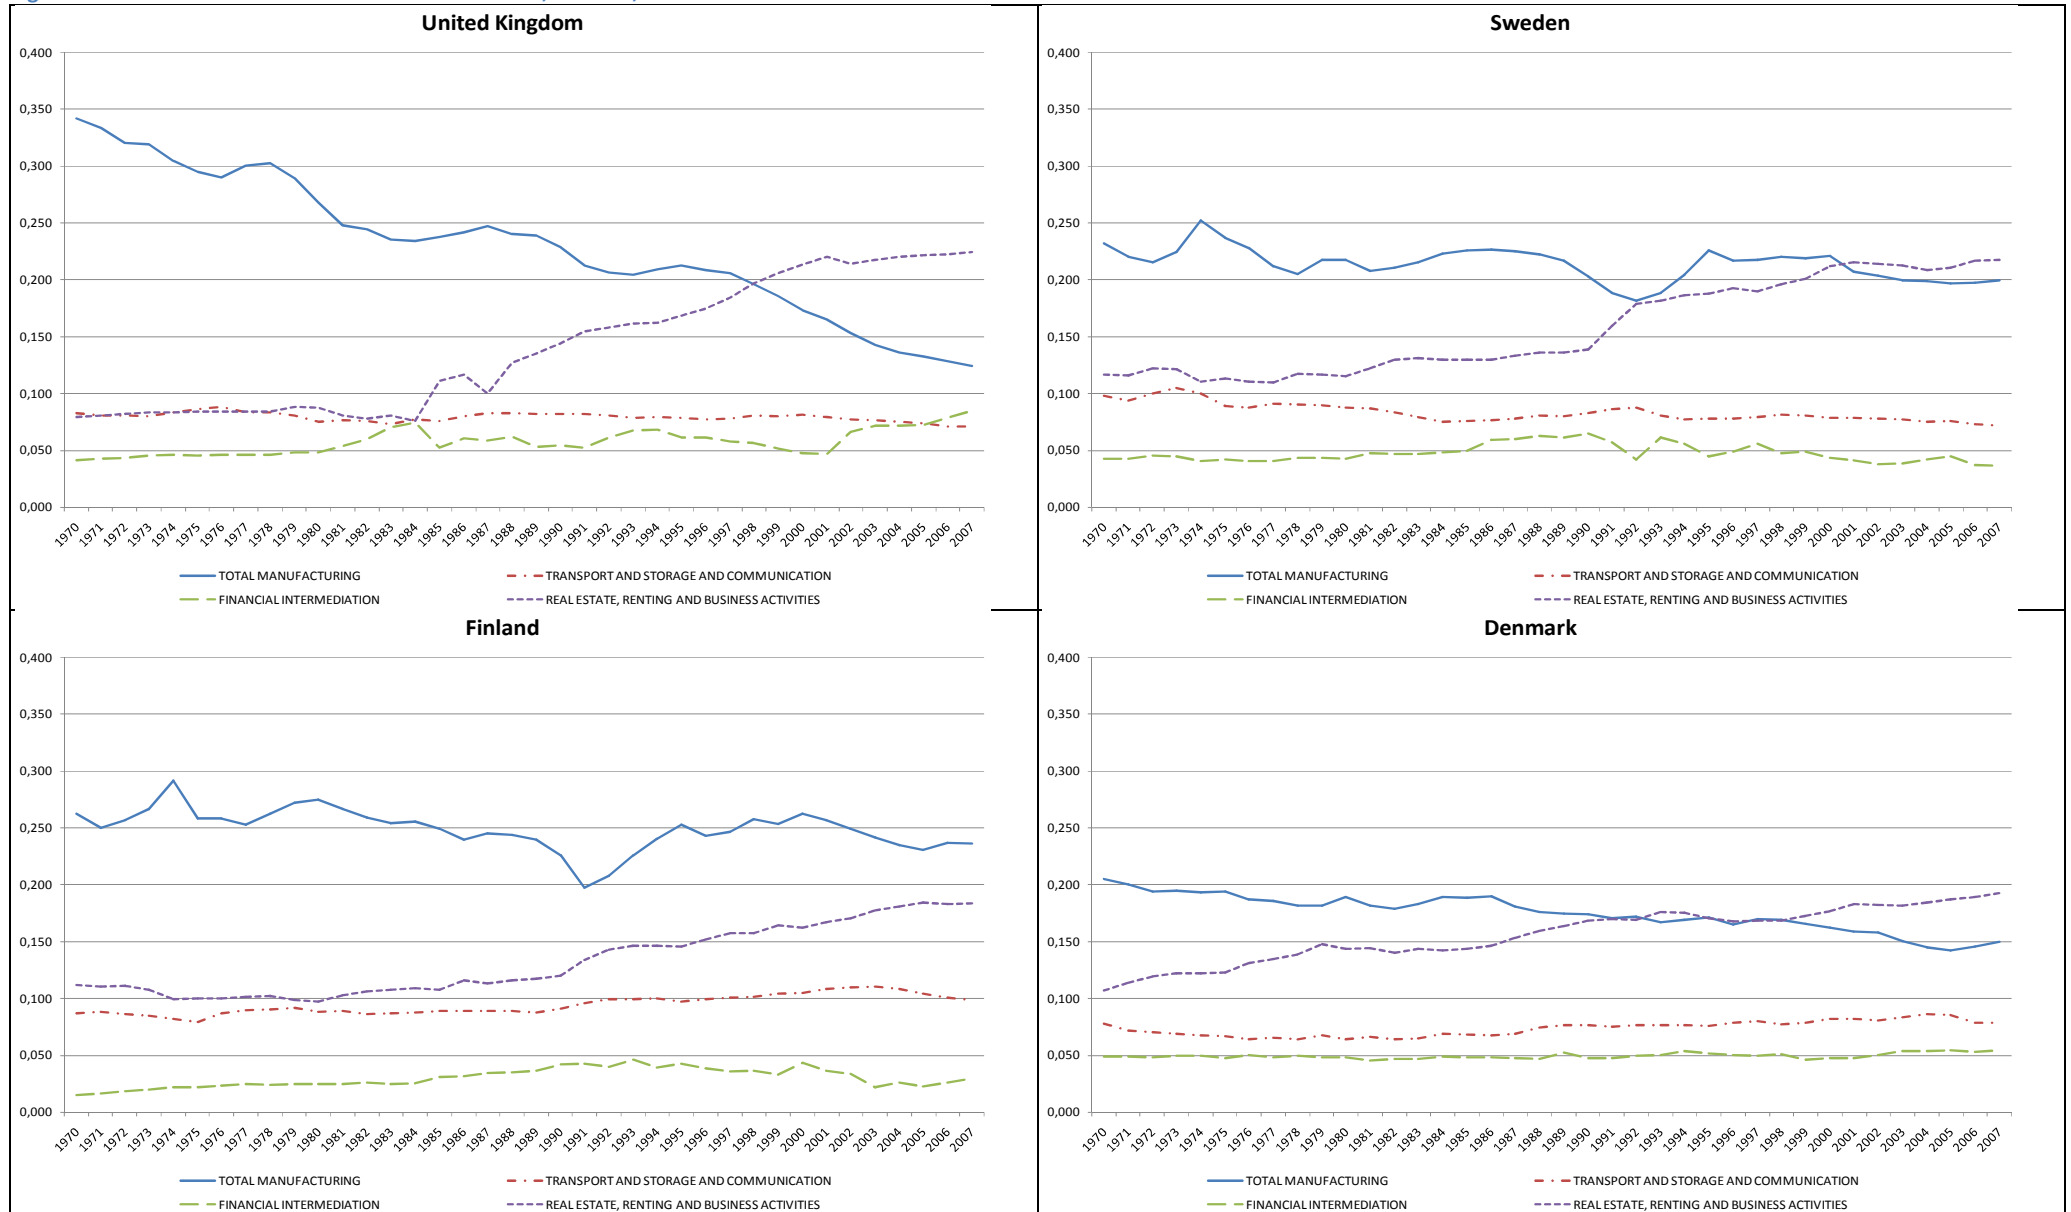 United Kingdom
0,400
0,350
0,300
0,250
0,200
0,150
0,100
0,050
0,000
1970 1971 1972 1973 1974 1975 1976 1977 1978 1979 1980 1981 1982 1983 1984 1985 1986 1987 1988 1989 1990 1991 1992 1993 1994 1995 1996 1997 1998 1999 2000 2001 2002 2003 2004 2005 2006 2007
TOTAL MANUFACTURING TRANSPORT AND STORAGE AND COMMUNICATION
FINANCIAL INTERMEDIATION REAL ESTATE, RENTING AND BUSINESS ACTIVITIES
Sweden
0,400
0,350
0,300
0,250
0,200
0,150
0,100
0,050
0,000
1970 1971 1972 1973 1974 1975 1976 1977 1978 1979 1980 1981 1982 1983 1984 1985 1986 1987 1988 1989 1990 1991 1992 1993 1994 1995 1996 1997 1998 1999 2000 2001 2002 2003 2004 2005 2006 2007
TOTAL MANUFACTURING TRANSPORT AND STORAGE AND COMMUNICATION
FINANCIAL INTERMEDIATION REAL ESTATE, RENTING AND BUSINESS ACTIVITIES
Finland
0,400
0,350
0,300
0,250
0,200
0,150
0,100
0,050
0,000
1970 1971 1972 1973 1974 1975 1976 1977 1978 1979 1980 1981 1982 1983 1984 1985 1986 1987 1988 1989 1990 1991 1992 1993 1994 1995 1996 1997 1998 1999 2000 2001 2002 2003 2004 2005 2006 2007
TOTAL MANUFACTURING TRANSPORT AND STORAGE AND COMMUNICATION
FINANCIAL INTERMEDIATION REAL ESTATE, RENTING AND BUSINESS ACTIVITIES
Denmark
0,400
0,350
0,300
0,250
0,200
0,150
0,100
0,050
0,000
1970 1971 1972 1973 1974 1975 1976 1977 1978 1979 1980 1981 1982 1983 1984 1985 1986 1987 1988 1989 1990 1991 1992 1993 1994 1995 1996 1997 1998 1999 2000 2001 2002 2003 2004 2005 2006 2007
TOTAL MANUFACTURING TRANSPORT AND STORAGE AND COMMUNICATION
FINANCIAL INTERMEDIATION REAL ESTATE, RENTING AND BUSINESS ACTIVITIES